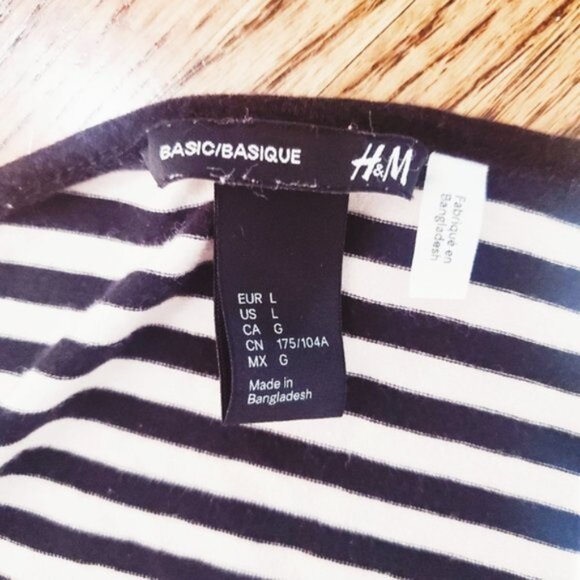 BASIC/BASIQUE
H&M
EUR L
US L
CA G
CN 175/104A
MX G
Made in
Bangladesh
Fabriqué en
Bangladesh